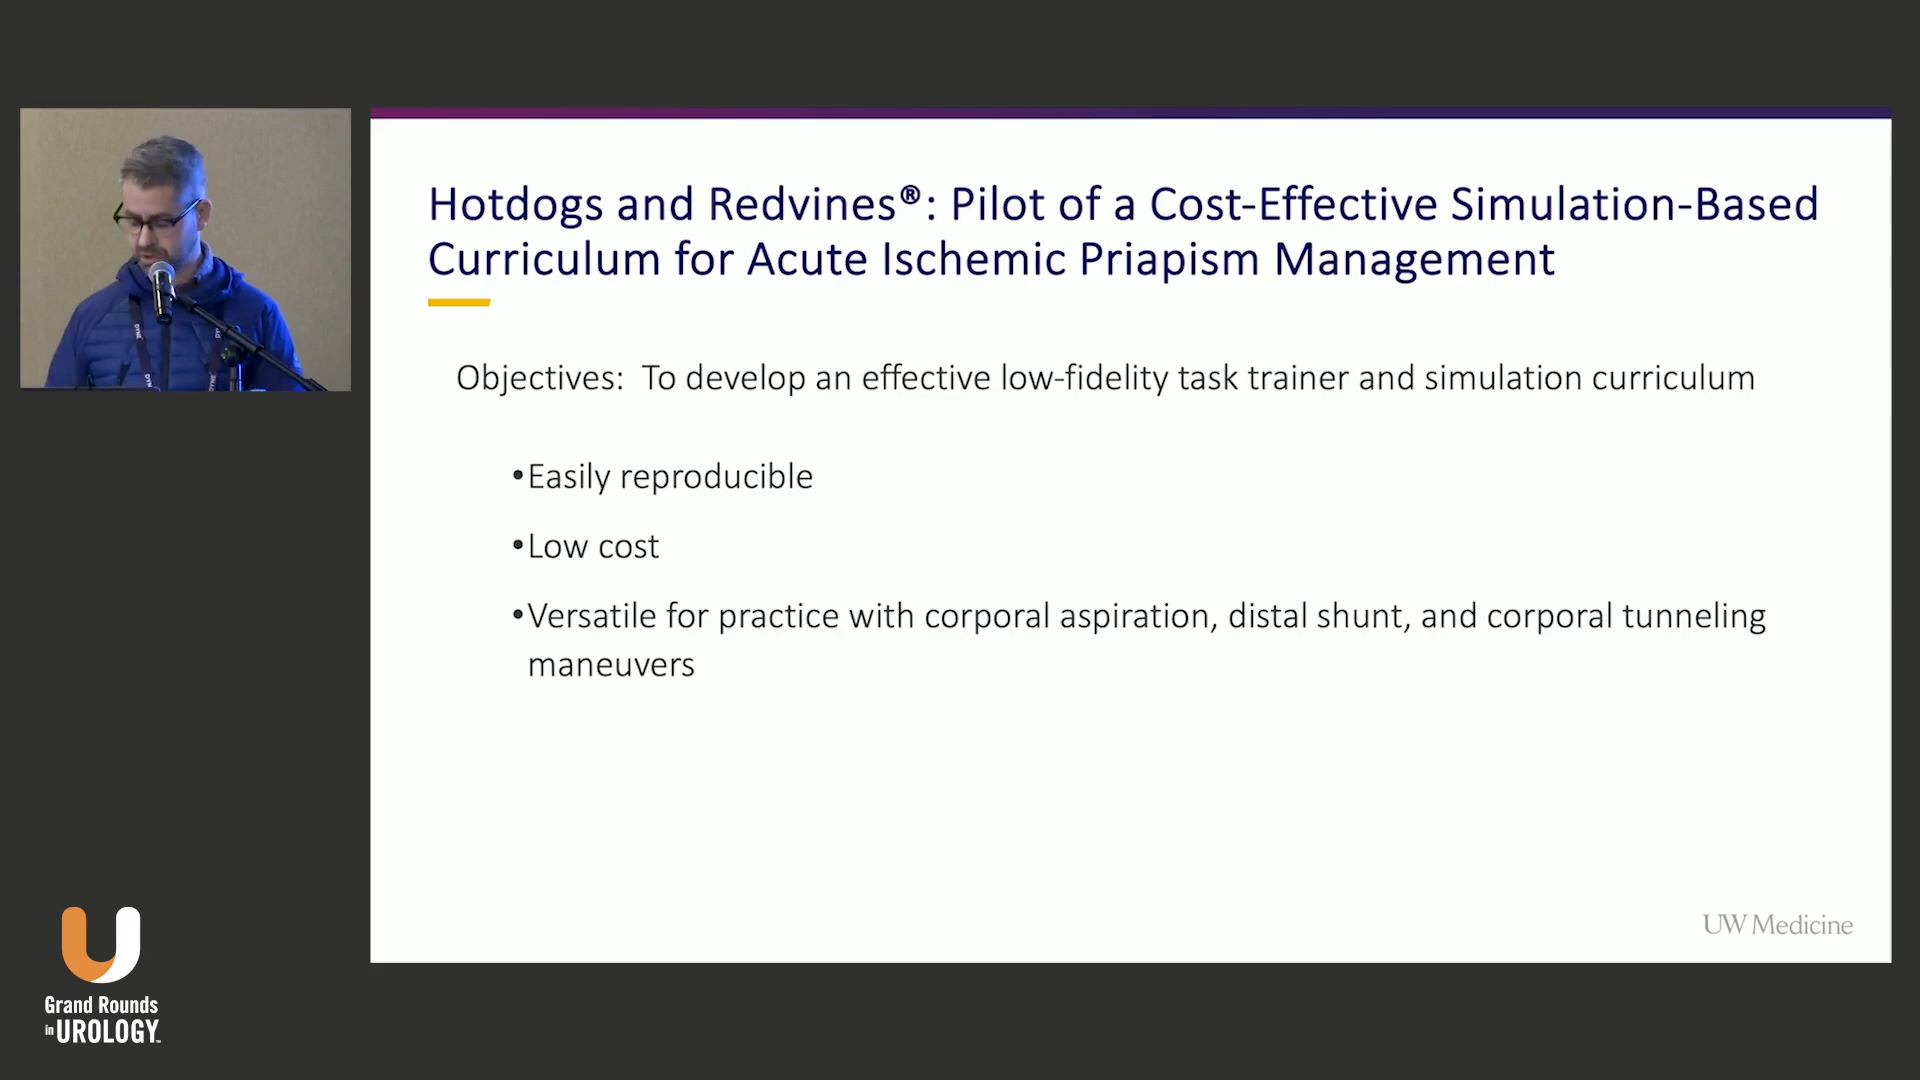 Hotdogs and Redvines®: Pilot of a Cost-Effective Simulation-Based
Curriculum for Acute Ischemic Priapism Management
Objectives:  To develop an effective low-fidelity task trainer and simulation curriculum
•Easily reproducible
•Low cost
•Versatile for practice with corporal aspiration, distal shunt, and corporal tunneling
maneuvers
UW Medicine
Grand Rounds
in UROLOGY™